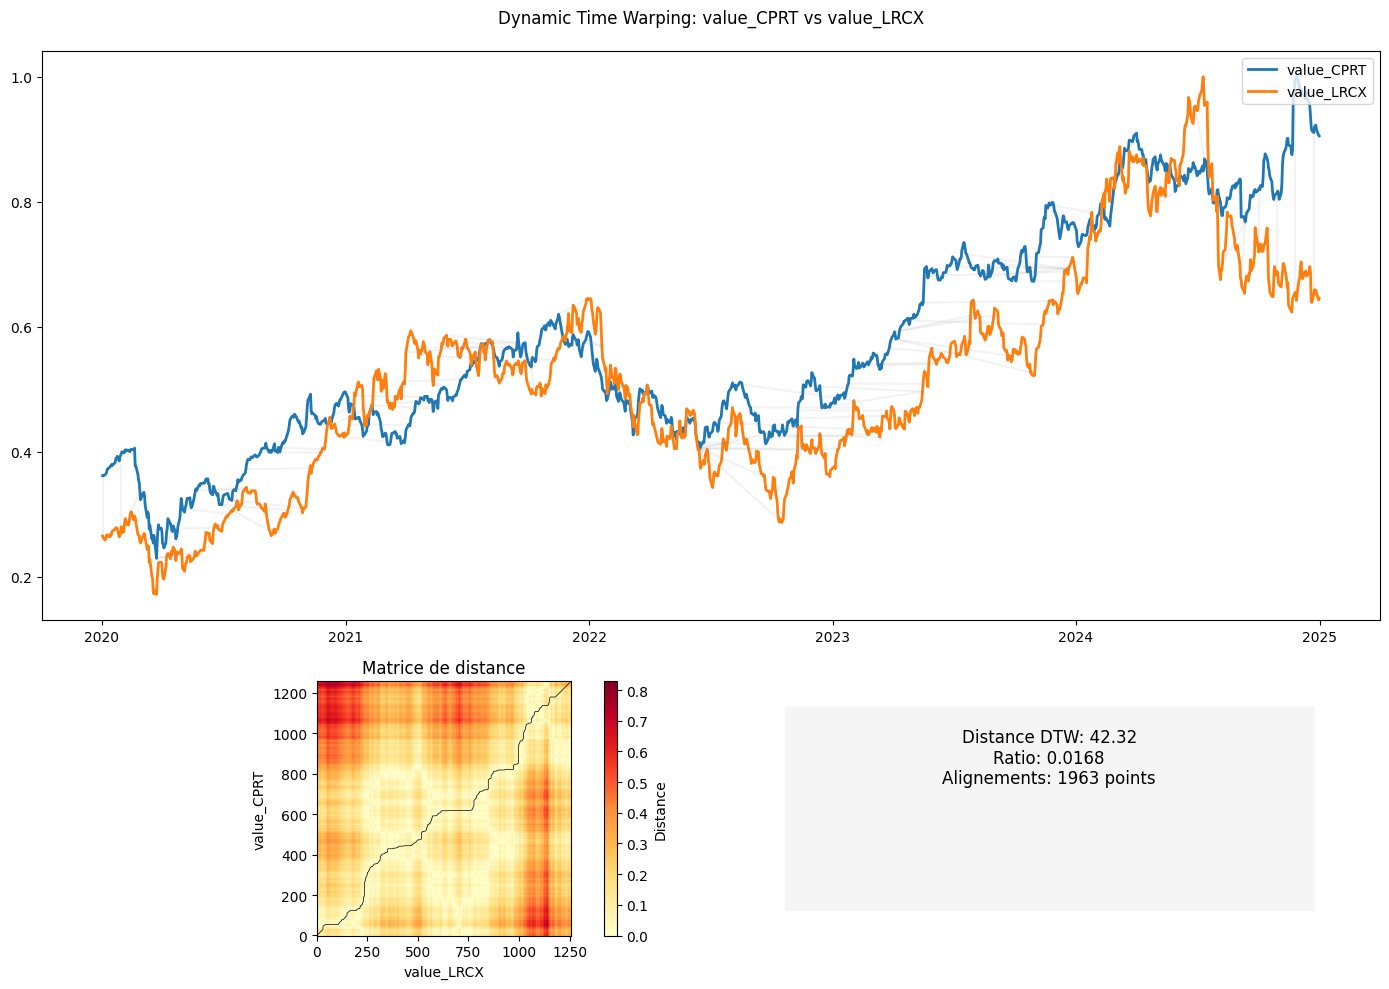 Dynamic Time Warping: value_CPRT vs value_LRCX
1.0
0.8
0.6
0.4
0.2
value_CPRT
value_LRCX
2020 2021 2022 2023 2024 2025
Matrice de distance
value_CPRT
1200
1000
800
600
400
200
0
0 250 500 750 1000 1250
value_LRCX
0.8
0.7
0.6
0.5
0.4
0.3
0.2
0.1
0.0
Distance
Distance DTW: 42.32
Ratio: 0.0168
Alignements: 1963 points